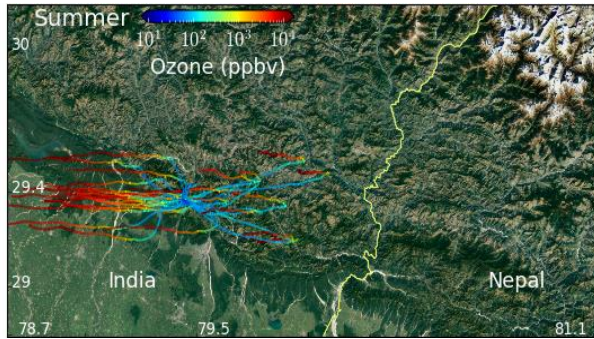 Summer
10¹ 10² 10³ 10⁴
Ozone (ppbv)
30
29.4
29
India
Nepal
78.7 79.5 81.1